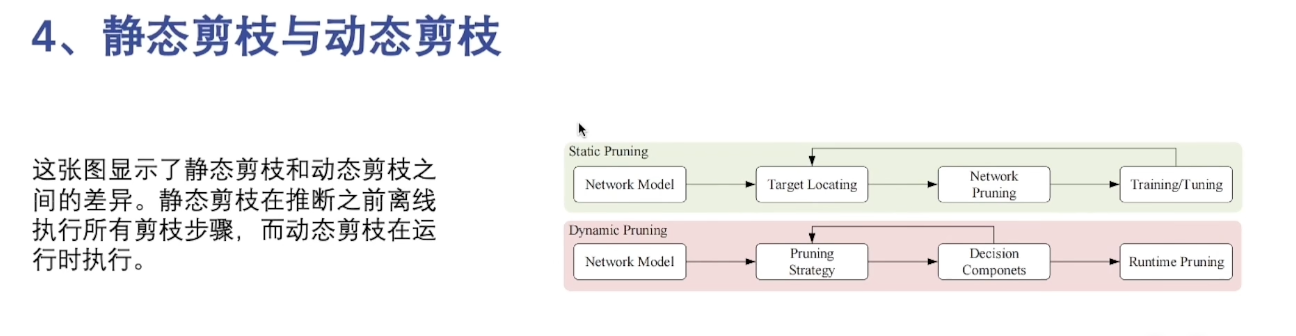 4、静态剪枝与动态剪枝
这张图显示了静态剪枝和动态剪枝之
间的差异。静态剪枝在推断之前离线
执行所有剪枝步骤，而动态剪枝在运
行时执行。
Static Pruning
Network Model
Target Locating
Network
Pruning
Training/Tuning
Dynamic Pruning
Network Model
Pruning
Strategy
Decision
Componets
Runtime Pruning